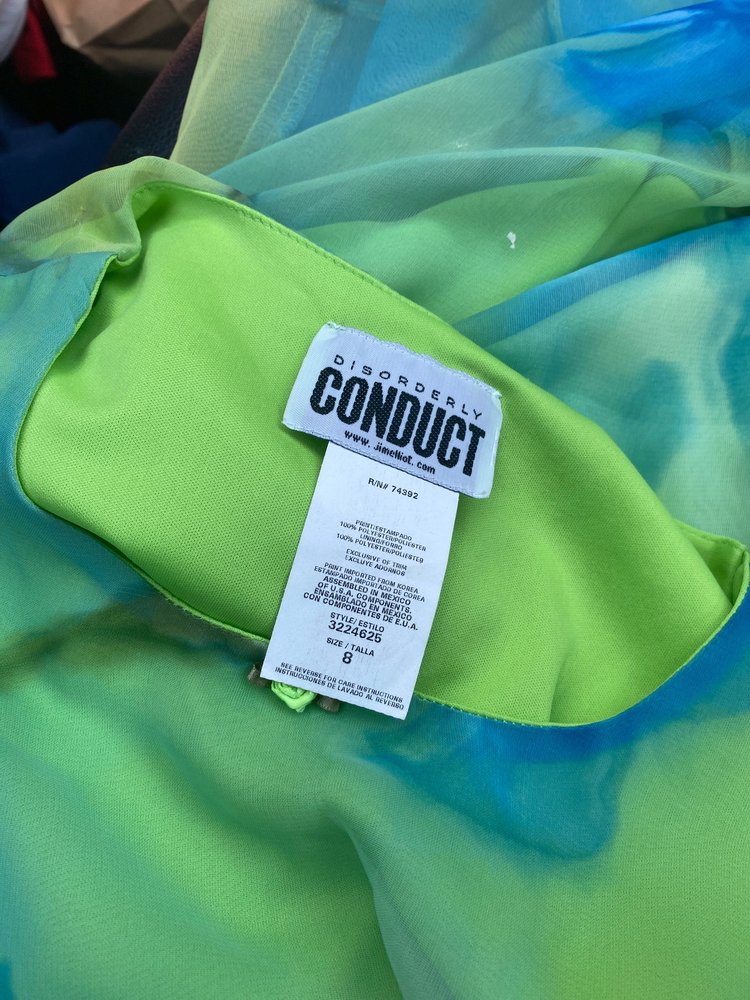 DISORDERLY
CONDUCT
www. jimelliot. com
R/N# 74392
PRINT/ESTAMPADO
100% POLYESTER/POLIESTER
LINING/FORRO
100% POLYESTER/POLIESTER
EXCLUSIVE OF TRIM
EXCLUYE ADORNOS
PRINT IMPORTED FROM KOREA
ESTAMPADO IMPORTADO DE COREA
ASSEMBLED IN MEXICO
OF U.S.A. COMPONENTS.
ENSAMGLADO EN MEXICO
CON COMPONENTES DE E.U.A.
STYLE/ ESTILO
3224625
SIZE / TALLA
8
SEE REVERSE FOR CARE INSTRUCTIONS
INSTRUCCIONES DE LAVADO AL REVERSO